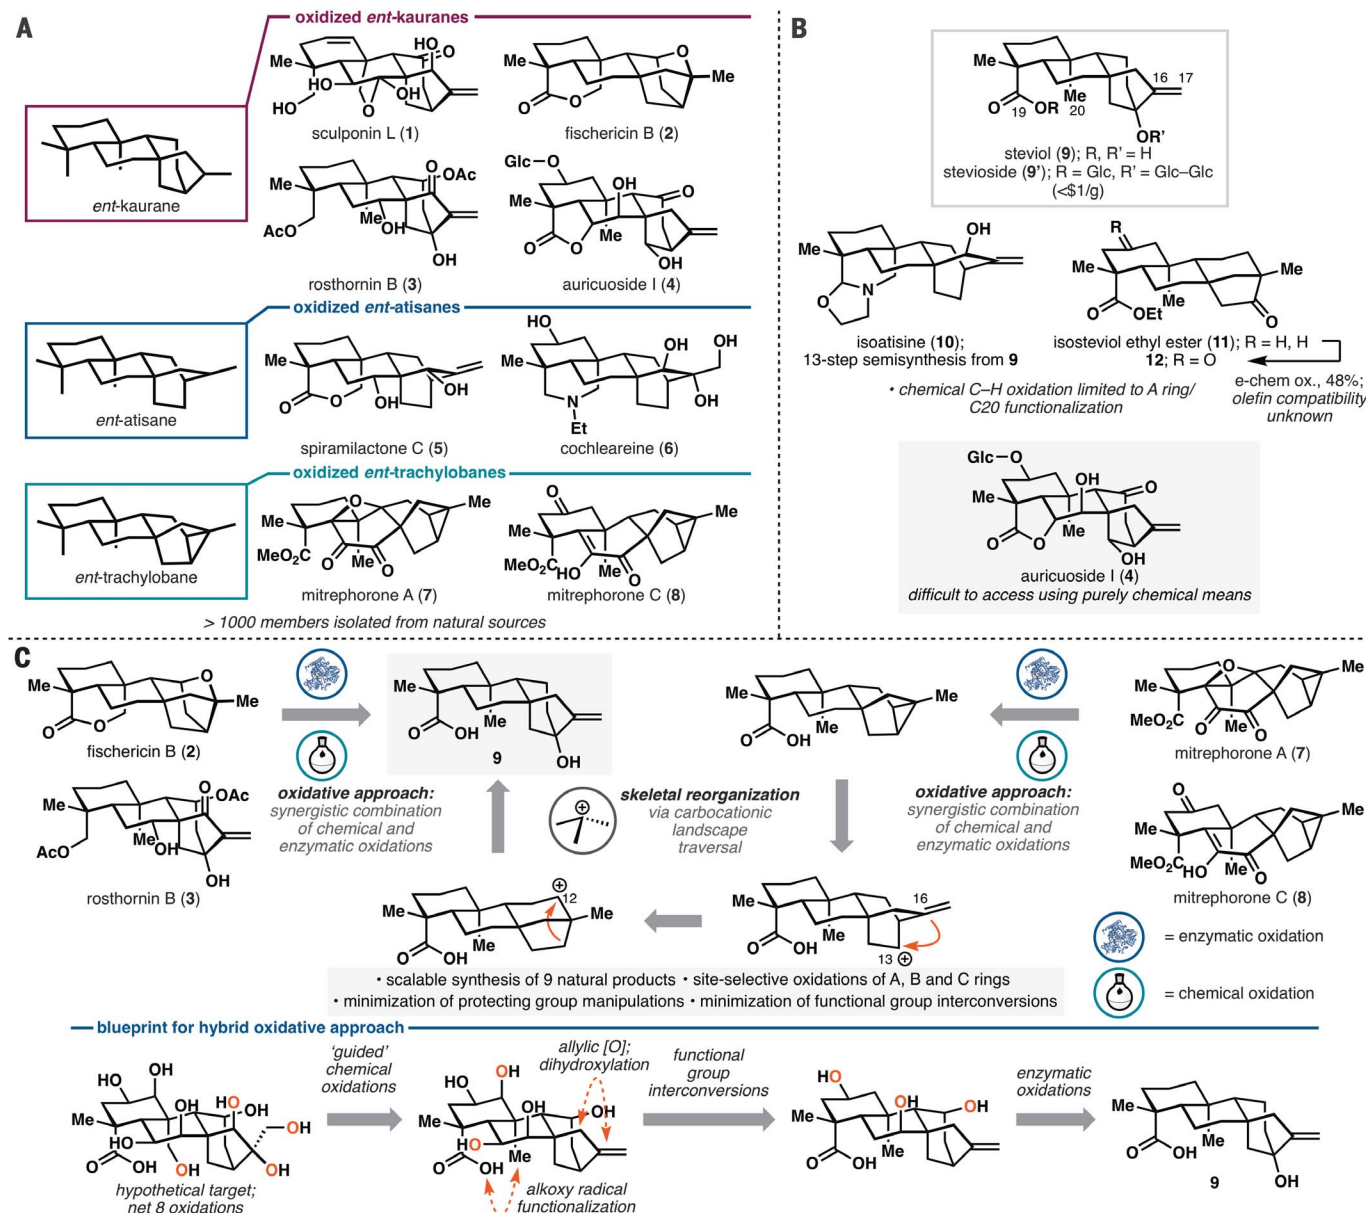 A
oxidized ent-kauranes
ent-kaurane
Me
HO
HO
O
OH
HO
O
sculponin L (1)
O
Me
O
O
fischericin B (2)
Me
AcO
Me
O
OAc
OH
OH
rosthornin B (3)
Glc–O
Me
O
O
OH
Me
O
OH
auricuoside I (4)
oxidized ent-atisanes
ent-atisane
O
O
OH
OH
spiramilactone C (5)
HO
N
Et
OH
OH
OH
cochleareine (6)
oxidized ent-trachylobanes
ent-trachylobane
Me
MeO2C
O
O
Me
O
Me
mitrephorone A (7)
O
Me
MeO2C
HO
Me
O
Me
mitrephorone C (8)
> 1000 members isolated from natural sources
B
Me
O
OR
19
Me
20
16
17
OR'
steviol (9); R, R' = H
stevioside (9'); R = Glc, R' = Glc–Glc
(<$1/g)
Me
O
N
OH
isoatisine (10);
13-step semisynthesis from 9
R
Me
O
OEt
Me
Me
O
isosteviol ethyl ester (11); R = H, H
12; R = O
e-chem ox., 48%;
olefin compatibility
unknown
• chemical C–H oxidation limited to A ring/
C20 functionalization
Glc–O
Me
O
O
OH
Me
O
OH
auricuoside I (4)
difficult to access using purely chemical means
C
Me
O
O
O
Me
fischericin B (2)
Me
AcO
Me
OH
O
OAc
OH
rosthornin B (3)
oxidative approach:
synergistic combination
of chemical and
enzymatic oxidations
Me
O
OH
Me
9
OH
⊕
skeletal reorganization
via carbocationic
landscape
traversal
Me
O
OH
Me
Me
oxidative approach:
synergistic combination
of chemical and
enzymatic oxidations
Me
MeO2C
O
O
Me
O
Me
mitrephorone A (7)
O
Me
MeO2C
HO
Me
O
Me
mitrephorone C (8)
Me
O
OH
Me
⊕
12
Me
Me
O
OH
Me
16
13 ⊕
= enzymatic oxidation
= chemical oxidation
• scalable synthesis of 9 natural products • site-selective oxidations of A, B and C rings
• minimization of protecting group manipulations • minimization of functional group interconversions
blueprint for hybrid oxidative approach
HO
OH
Me
OH
HO
O
OH
OH
HO
OH
OH
OH
hypothetical target;
net 8 oxidations
'guided'
chemical
oxidations
HO
OH
Me
HO
O
OH
OH
Me
OH
allylic [O];
dihydroxylation
alkoxy radical
functionalization
functional
group
interconversions
HO
Me
O
OH
OH
Me
OH
enzymatic
oxidations
Me
O
OH
Me
9
OH